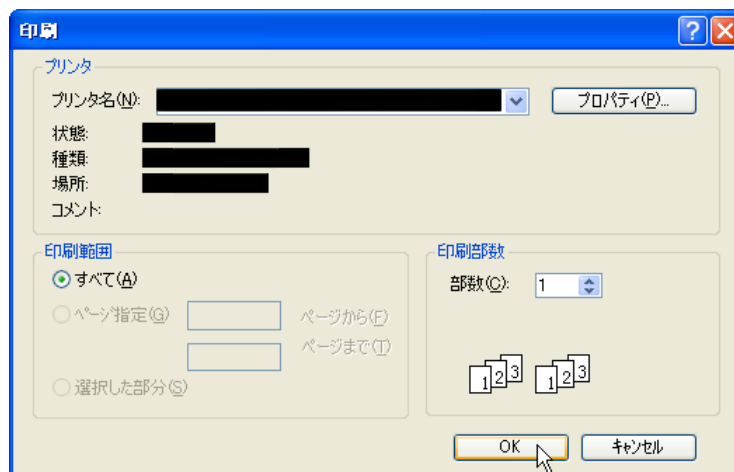 印刷
プリンタ
プリンタ名(N): プロパティ(P)...
状態:
種類:
場所:
コメント:
印刷範囲
すべて(A)
ページ指定(G) ページから(F)
ページまで(T)
選択した部分(S)
印刷部数
部数(C): 1
1 2 3 1 2 3
OK キャンセル